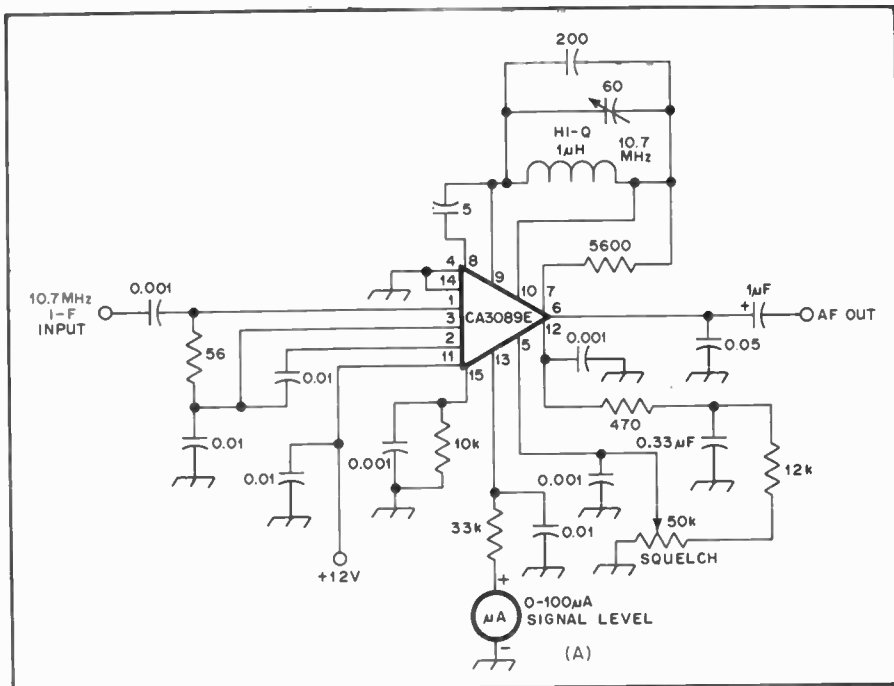 200
60
HI-Q
1μH
10.7
MHz
5
5600
4
8
9
14
10
7
1μF
10.7MHz
I-F
INPUT
0.001
1
CA3089E
6
+
AF OUT
3
12
2
5
0.001
0.05
56
11
13
0.01
15
470
0.01
0.01
0.001
10k
0.33μF
12k
0.001
33k
0.01
50k
SQUELCH
+12V
+
μA
0-100μA
SIGNAL LEVEL
-
(A)